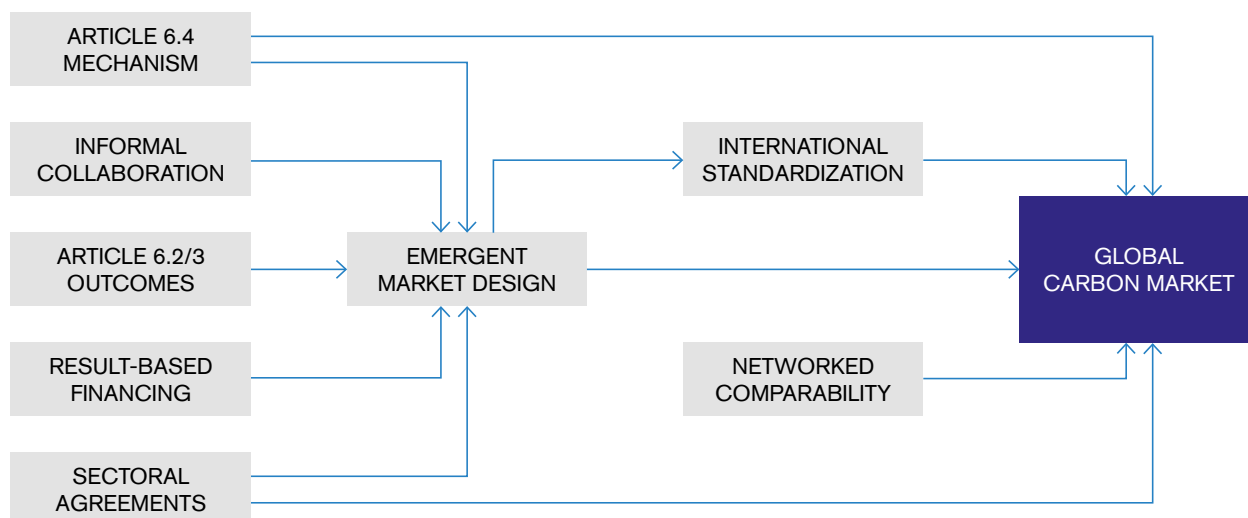 ARTICLE 6.4
MECHANISM
INFORMAL
COLLABORATION
ARTICLE 6.2/3
OUTCOMES
RESULT-BASED
FINANCING
SECTORAL
AGREEMENTS
EMERGENT
MARKET DESIGN
INTERNATIONAL
STANDARDIZATION
NETWORKED
COMPARABILITY
GLOBAL
CARBON MARKET